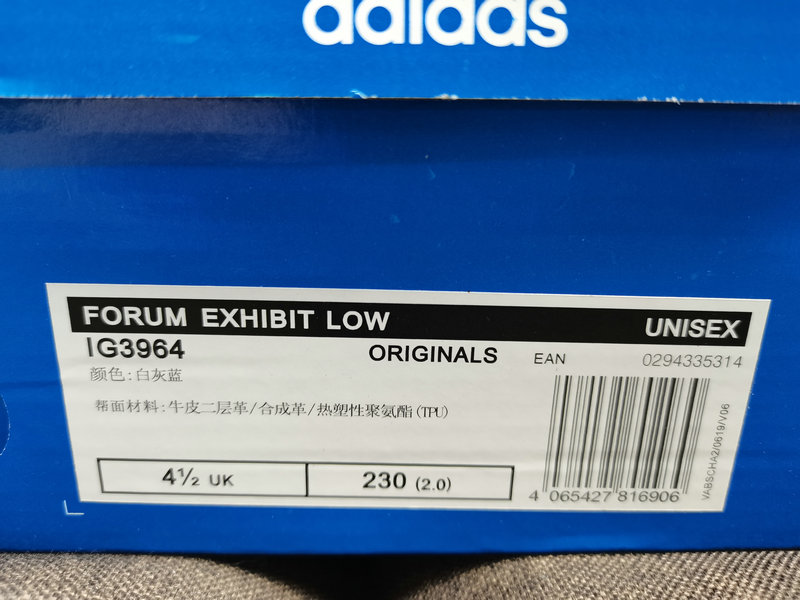 adidas
FORUM EXHIBIT LOW UNISEX
IG3964 ORIGINALS EAN 0294335314
颜色:白灰蓝
帮面材料:牛皮二层革/合成革/热塑性聚氨酯(TPU)
4½ UK 230 (2.0)
4 065427 816906
VABSCHA2/0619/V06